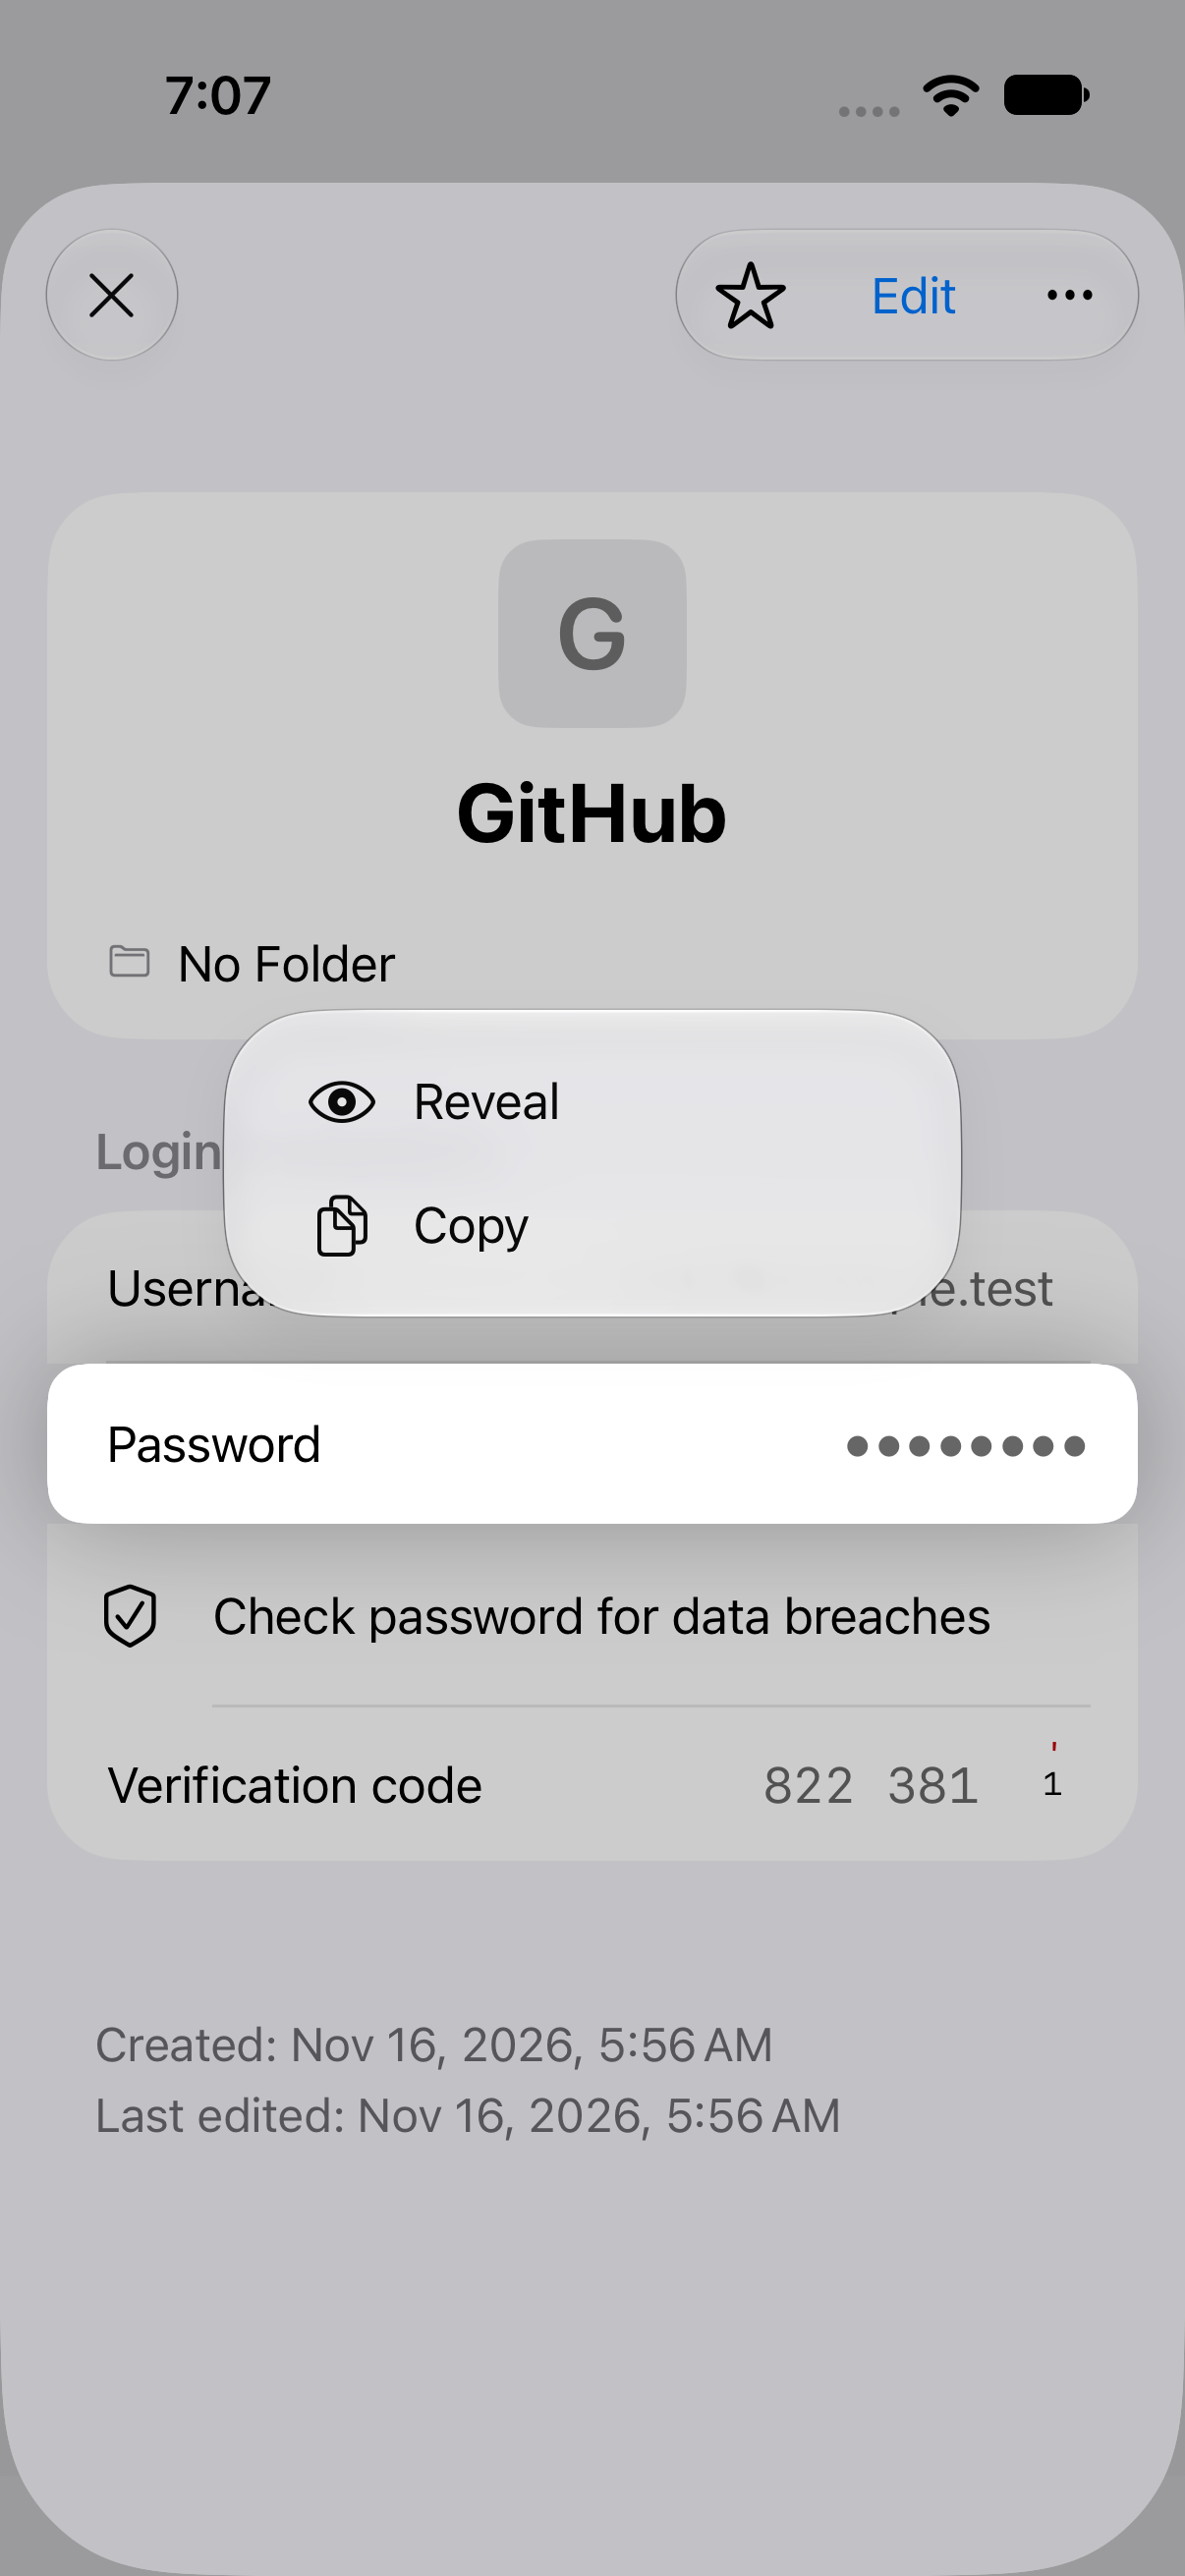 7:07
Edit
G
GitHub
No Folder
Reveal
Login
Copy
.test
Password ••••••••
Check password for data breaches
Verification code 822 381 1
Created: Nov 16, 2026, 5:56 AM
Last edited: Nov 16, 2026, 5:56 AM